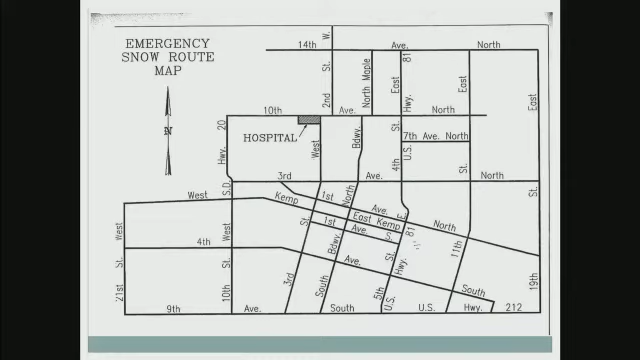 EMERGENCY
SNOW ROUTE
MAP
N
14th Ave. North
W.
St.
2nd
North Maple
East
Hwy. 81
East
East
10th Ave. North
HOSPITAL
Hwy. 20
S.D.
West
Bdwy.
St.
4th
U.S.
7th Ave North
St.
3rd Ave. North
North
St.
West Kemp
1st Ave. North
East Kemp
E.
1st Ave. S.
West
St.
21st
West
St.
10th
4th Ave. South
St.
3rd
Bdwy.
South
81
St.
Hwy.
5th
U.S.
11th
19th
9th Ave. South U.S. Hwy. 212